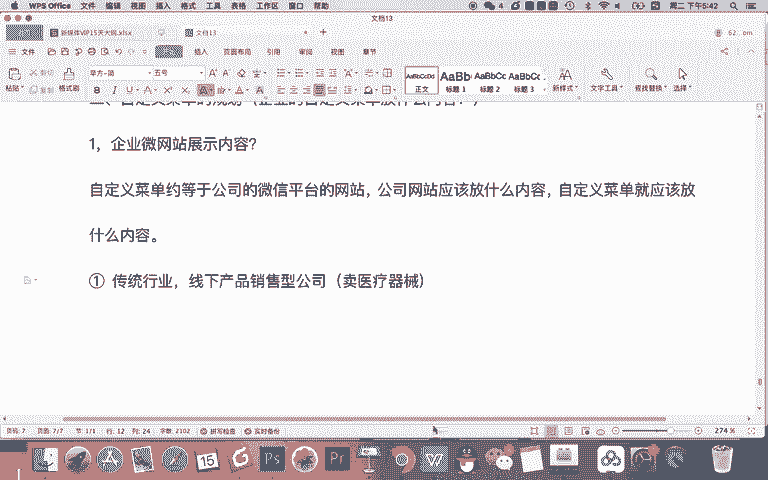 WPS Office 文件 编辑 视图 插入 格式 工具 表格 工作区 窗口 帮助
周二 下午5:42
文档13
新媒体VIP15天大纲.xlsx 文档13
文件 插入 页面布局 引用 审阅 视图 章节
粘贴 剪切 复制 格式刷 五号 正文 标题 1 标题 2 标题 3 新样式 文字工具 查找替换 选择
1，企业微网站展示内容？
自定义菜单约等于公司的微信平台的网站，公司网站应该放什么内容，自定义菜单就应该放
什么内容。
① 传统行业，线下产品销售型公司（卖医疗器械）
页码: 7 页面: 7/7 节: 1/1 行: 12 列: 24 字数: 2102 拼写检查 实时备份 274 %